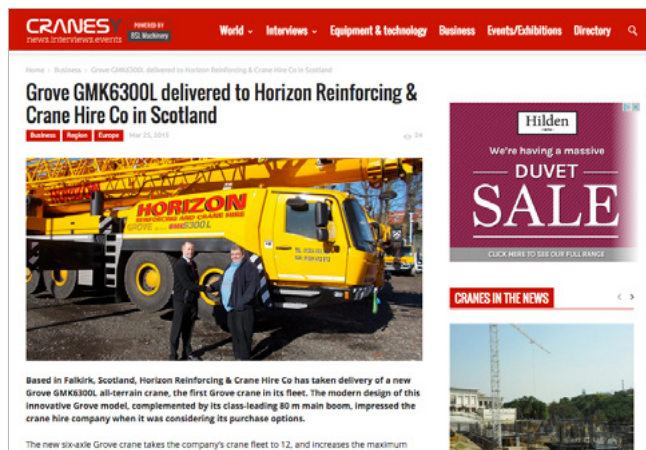 CRANESY
POWERED BY
RSL Machinery
news.interviews.events
World Interviews Equipment & technology Business Events/Exhibitions Directory
Home Business Grove GMK6300L delivered to Horizon Reinforcing & Crane Hire Co in Scotland
Grove GMK6300L delivered to Horizon Reinforcing &
Crane Hire Co in Scotland
Business Region Europe Mar 25, 2015 24
HORIZON
REINFORCING AND CRANE HIRE
GROVE GMK6300L
Hilden
We're having a massive
DUVET
SALE
CLICK HERE TO SEE OUR FULL RANGE
CRANES IN THE NEWS
Based in Falkirk, Scotland, Horizon Reinforcing & Crane Hire Co has taken delivery of a new
Grove GMK6300L all-terrain crane, the first Grove crane in its fleet. The modern design of this
innovative Grove model, complemented by its class-leading 80 m main boom, impressed the
crane hire company when it was considering its purchase options.
The new six-axle Grove crane takes the company's crane fleet to 12, and increases the maximum